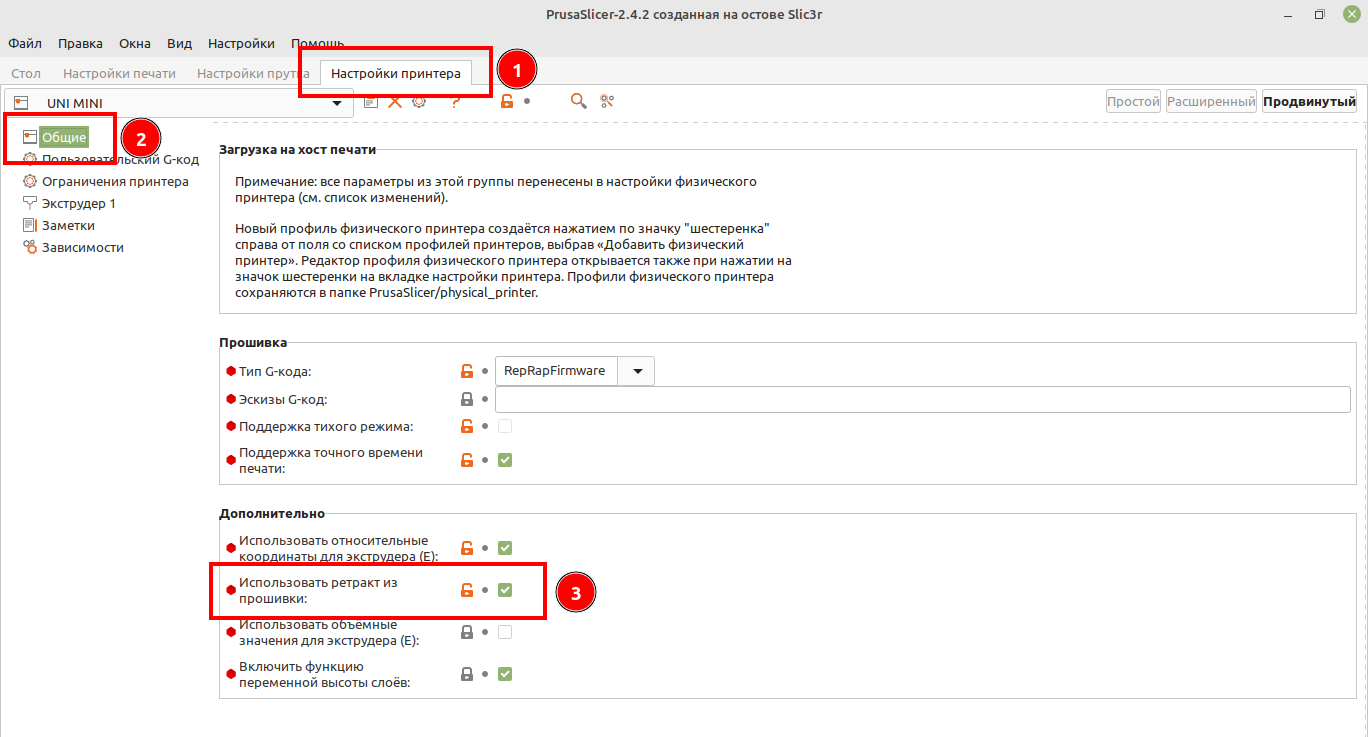 PrusaSlicer-2.4.2 созданная на остове Slic3r
Файл Правка Окна Вид Настройки Помощь
Стол Настройки печати Настройки прутка Настройки принтера
1
UNI MINI
Простой Расширенный Продвинутый
Общие
2
Пользовательский G-код
Ограничения принтера
Экструдер 1
Заметки
Зависимости
Загрузка на хост печати
Примечание: все параметры из этой группы перенесены в настройки физического
принтера (см. список изменений).
Новый профиль физического принтера создаётся нажатием по значку "шестеренка"
справа от поля со списком профилей принтеров, выбрав «Добавить физический
принтер». Редактор профиля физического принтера открывается также при нажатии на
значок шестеренки на вкладке настройки принтера. Профили физического принтера
сохраняются в папке PrusaSlicer/physical_printer.
Прошивка
Тип G-кода:
RepRapFirmware
Эскизы G-код:
Поддержка тихого режима:
Поддержка точного времени
печати:
Дополнительно
Использовать относительные
координаты для экструдера (E):
Использовать ретракт из
прошивки:
3
Использовать объёмные
значения для экструдера (E):
Включить функцию
переменной высоты слоёв: